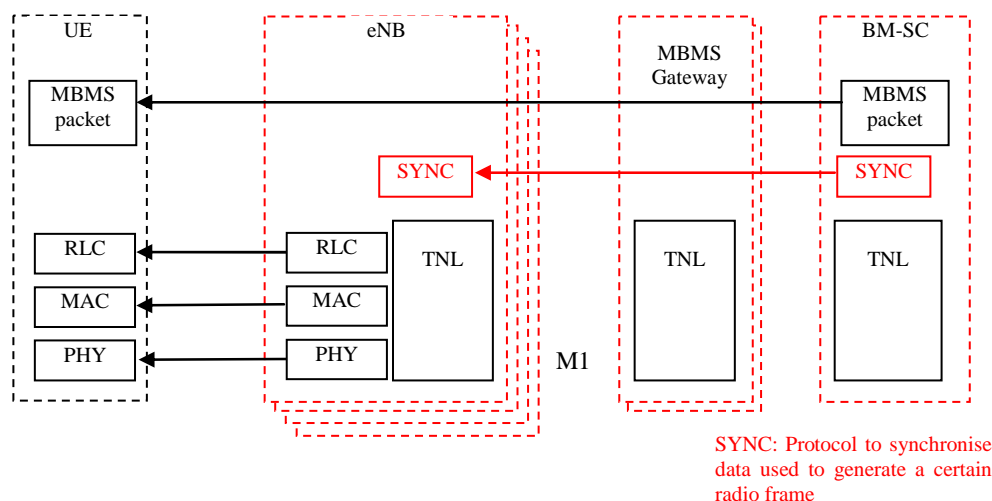 UE
eNB
MBMS
Gateway
BM-SC
MBMS
packet
MBMS
packet
SYNC
SYNC
RLC
RLC
TNL
TNL
TNL
MAC
MAC
PHY
PHY
M1
SYNC: Protocol to synchronise
data used to generate a certain
radio frame